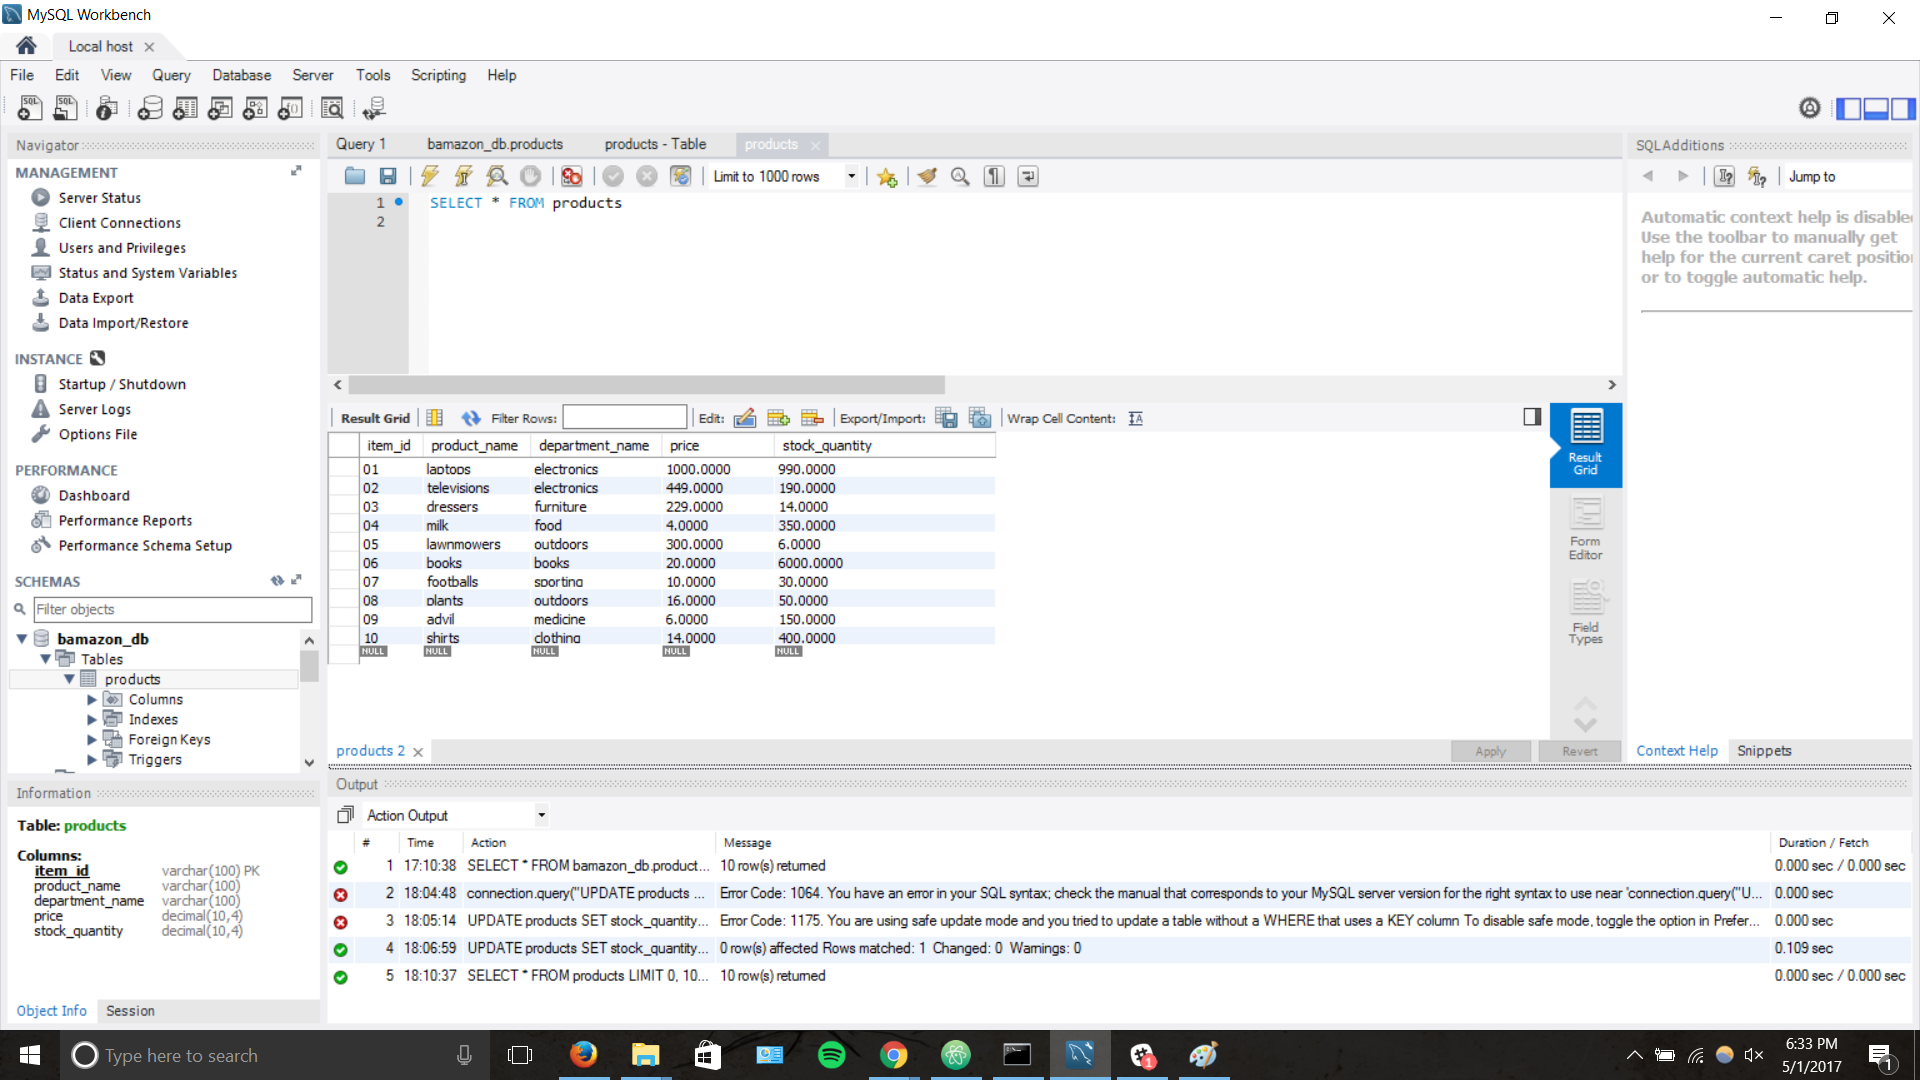 MySQL Workbench
Local host
File Edit View Query Database Server Tools Scripting Help
Navigator
MANAGEMENT
Server Status
Client Connections
Users and Privileges
Status and System Variables
Data Export
Data Import/Restore
INSTANCE
Startup / Shutdown
Server Logs
Options File
PERFORMANCE
Dashboard
Performance Reports
Performance Schema Setup
SCHEMAS
Filter objects
bamazon_db
Tables
products
Columns
Indexes
Foreign Keys
Triggers
Information
Table: products
Columns:
item_id varchar(100) PK
product_name varchar(100)
department_name varchar(100)
price decimal(10,4)
stock_quantity decimal(10,4)
Object Info Session
Query 1 bamazon_db.products products - Table products
Limit to 1000 rows
1 SELECT * FROM products
2
Result Grid Filter Rows: Edit: Export/Import: Wrap Cell Content:
item_id product_name department_name price stock_quantity
01 laptops electronics 1000.0000 990.0000
02 televisions electronics 449.0000 190.0000
03 dressers furniture 229.0000 14.0000
04 milk food 4.0000 350.0000
05 lawnmowers outdoors 300.0000 6.0000
06 books books 20.0000 6000.0000
07 footballs sporting 10.0000 30.0000
08 plants outdoors 16.0000 50.0000
09 advil medicine 6.0000 150.0000
10 shirts clothing 14.0000 400.0000
NULL NULL NULL NULL NULL
Result
Grid
Form
Editor
Field
Types
products 2
Apply Revert
SQLAdditions
Jump to
Automatic context help is disable
Use the toolbar to manually get
help for the current caret positio
or to toggle automatic help.
Context Help Snippets
Output
Action Output
# Time Action Message Duration / Fetch
1 17:10:38 SELECT * FROM bamazon_db.product... 10 row(s) returned 0.000 sec / 0.000 sec
2 18:04:48 connection.query("UPDATE products ... Error Code: 1064. You have an error in your SQL syntax; check the manual that corresponds to your MySQL server version for the right syntax to use near 'connection.query("U... 0.000 sec
3 18:05:14 UPDATE products SET stock_quantity... Error Code: 1175. You are using safe update mode and you tried to update a table without a WHERE that uses a KEY column To disable safe mode, toggle the option in Prefer... 0.000 sec
4 18:06:59 UPDATE products SET stock_quantity... 0 row(s) affected Rows matched: 1 Changed: 0 Warnings: 0 0.109 sec
5 18:10:37 SELECT * FROM products LIMIT 0, 10... 10 row(s) returned 0.000 sec / 0.000 sec
Type here to search
6:33 PM
5/1/2017
1
1